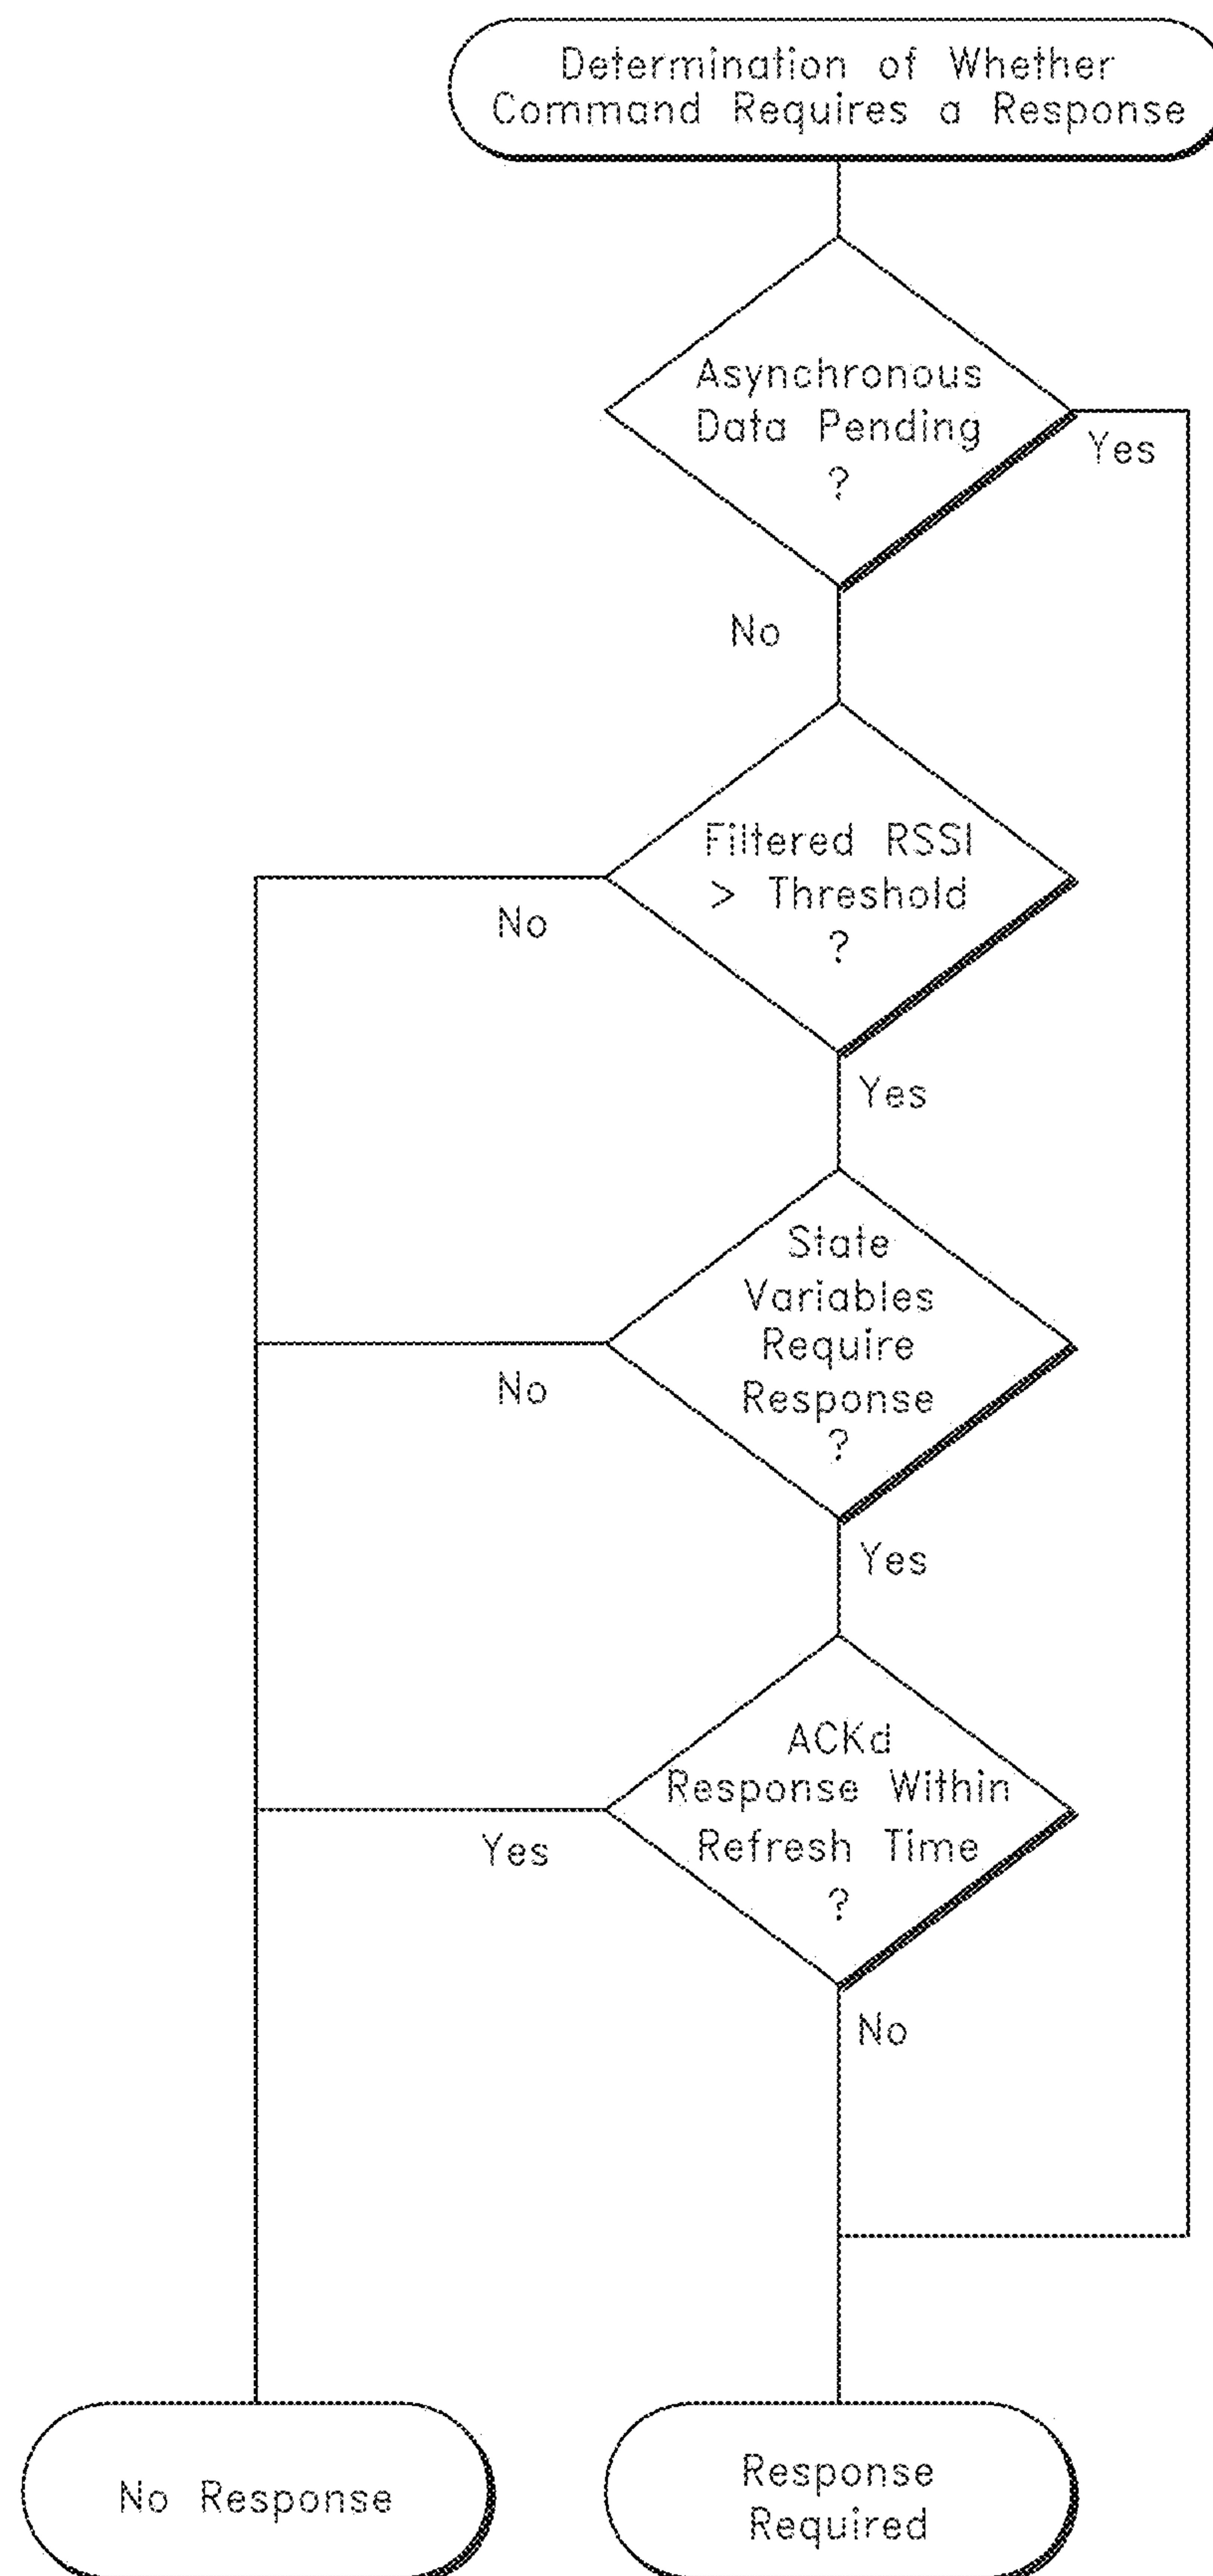 Determination of Whether
Command Requires a Response
Asynchronous
Data Pending
?
Yes
No
Filtered RSSI
> Threshold
?
No
Yes
State
Variables
Require
Response
?
No
Yes
ACKd
Response Within
Refresh Time
?
Yes
No
No Response
Response
Required